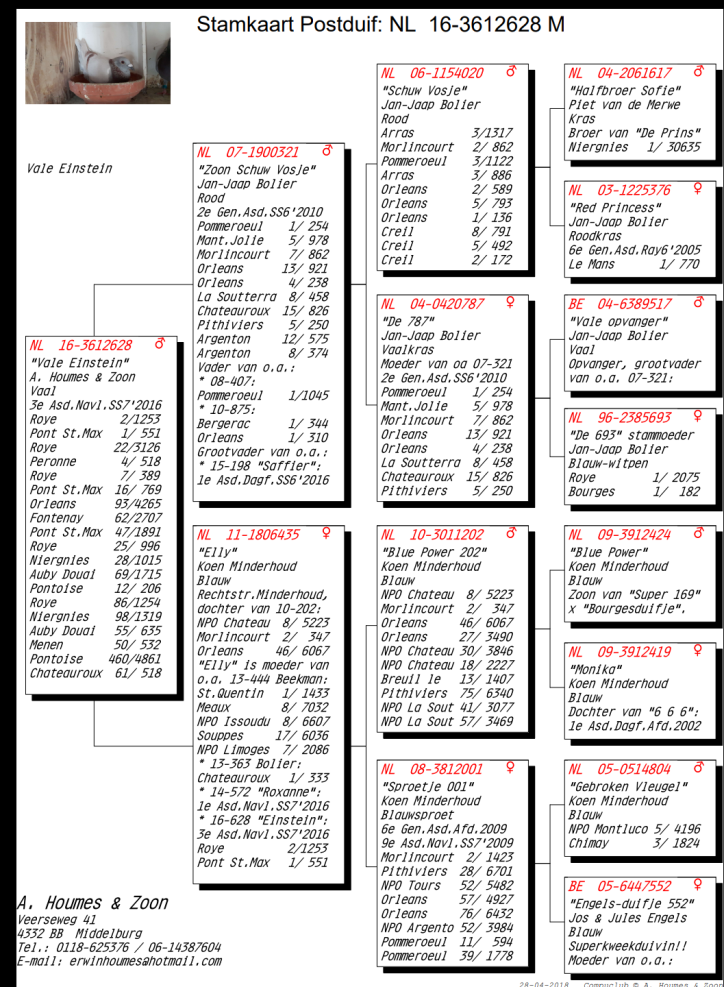 Stamkaart Postduif: NL 16-3612628 M
Vale Einstein
NL 16-3612628 ♂
"Vale Einstein"
A. Houmes & Zoon
Vaal
3e Asd.Navl.SS7'2016
Roye 2/1253
Pont St.Max 1/ 551
Roye 22/3126
Peronne 4/ 518
Roye 7/ 389
Pont St.Max 16/ 769
Orleans 93/4265
Fontenay 62/2707
Pont St.Max 47/1891
Roye 25/ 996
Niergnies 28/1015
Auby Douai 69/1715
Pontoise 12/ 206
Roye 86/1254
Niergnies 98/1319
Auby Douai 55/ 635
Menen 50/ 532
Pontoise 460/4861
Chateauroux 61/ 518
NL 07-1900321 ♂
"Zoon Schuw Vosje"
Jan-Jaap Bolier
Rood
2e Gen.Asd.SS6'2010
Pommeroeul 1/ 254
Mant.Jolie 5/ 978
Morlincourt 7/ 862
Orleans 13/ 921
Orleans 4/ 238
La Soutterra 8/ 458
Chateauroux 15/ 826
Pithiviers 5/ 250
Argenton 12/ 575
Argenton 8/ 374
Vader van o.a.:
* 08-407:
Pommeroeul 1/1045
* 10-875:
Bergerac 1/ 344
Orleans 1/ 310
Grootvader van o.a.:
* 15-198 "Saffier":
1e Asd.Dagf.SS6'2016
NL 11-1806435 ♀
"Elly"
Koen Minderhoud
Blauw
Rechtstr.Minderhoud,
dochter van 10-202:
NPO Chateau 8/ 5223
Morlincourt 2/ 347
Orleans 46/ 6067
"Elly" is moeder van
o.a. 13-444 Beekman:
St.Quentin 1/ 1433
Meaux 8/ 7032
NPO Issoudu 8/ 6607
Souppes 17/ 6036
NPO Limoges 7/ 2086
* 13-363 Bolier:
Chateauroux 1/ 333
* 14-572 "Roxanne":
1e Asd.Navl.SS7'2016
* 16-628 "Einstein":
3e Asd.Navl.SS7'2016
Roye 2/1253
Pont St.Max 1/ 551
NL 06-1154020 ♂
"Schuw Vosje"
Jan-Jaap Bolier
Rood
Arras 3/1317
Morlincourt 2/ 862
Pommeroeul 3/1122
Arras 3/ 886
Orleans 2/ 589
Orleans 5/ 793
Orleans 1/ 136
Creil 8/ 791
Creil 5/ 492
Creil 2/ 172
NL 04-0420787 ♀
"De 787"
Jan-Jaap Bolier
Vaalkras
Moeder van oa 07-321
2e Gen.Asd.SS6'2010
Pommeroeul 1/ 254
Mant.Jolie 5/ 978
Morlincourt 7/ 862
Orleans 13/ 921
Orleans 4/ 238
La Soutterra 8/ 458
Chateauroux 15/ 826
Pithiviers 5/ 250
NL 10-3011202 ♂
"Blue Power 202"
Koen Minderhoud
Blauw
NPO Chateau 8/ 5223
Morlincourt 2/ 347
Orleans 46/ 6067
Orleans 27/ 3490
NPO Chateau 30/ 3846
NPO Chateau 18/ 2227
Breuil le 13/ 1407
Pithiviers 75/ 6340
NPO La Sout 41/ 3077
NPO La Sout 57/ 3469
NL 08-3812001 ♀
"Sproetje 001"
Koen Minderhoud
Blauwsproet
6e Gen.Asd.Afd.2009
9e Asd.Navl.SS7'2009
Morlincourt 2/ 1423
Pithiviers 28/ 6701
NPO Tours 52/ 5482
Orleans 57/ 4927
Orleans 76/ 6432
NPO Argento 52/ 3984
Pommeroeul 11/ 594
Pommeroeul 39/ 1778
NL 04-2061617 ♂
"Halfbroer Sofie"
Piet van de Merwe
Kras
Broer van "De Prins"
Niergnies 1/ 30635
NL 03-1225376 ♀
"Red Princess"
Jan-Jaap Bolier
Roodkras
6e Gen.Asd.Ray6'2005
Le Mans 1/ 770
BE 04-6389517 ♂
"Vale opvanger"
Jan-Jaap Bolier
Vaal
Opvanger, grootvader
van o.a. 07-321:
NL 96-2385693 ♀
"De 693" stammoeder
Jan-Jaap Bolier
Blauw-witpen
Roye 1/ 2075
Bourges 1/ 182
NL 09-3912424 ♂
"Blue Power"
Koen Minderhoud
Blauw
Zoon van "Super 169"
x "Bourgesduifje".
NL 09-3912419 ♀
"Monika"
Koen Minderhoud
Blauw
Dochter van "6 6 6":
1e Asd.Dagf.Afd.2002
NL 05-0514804 ♂
"Gebroken Vleugel"
Koen Minderhoud
Blauw
NPO Montluco 5/ 4196
Chimay 3/ 1824
BE 05-6447552 ♀
"Engels-duifje 552"
Jos & Jules Engels
Blauw
Superkweekduivin!!
Moeder van o.a.:
A. Houmes & Zoon
Veerseweg 41
4332 BB Middelburg
Tel.: 0118-625376 / 06-14387604
E-mail: erwinhoumes@hotmail.com
28-04-2018 Compuclub © A. Houmes & Zoon